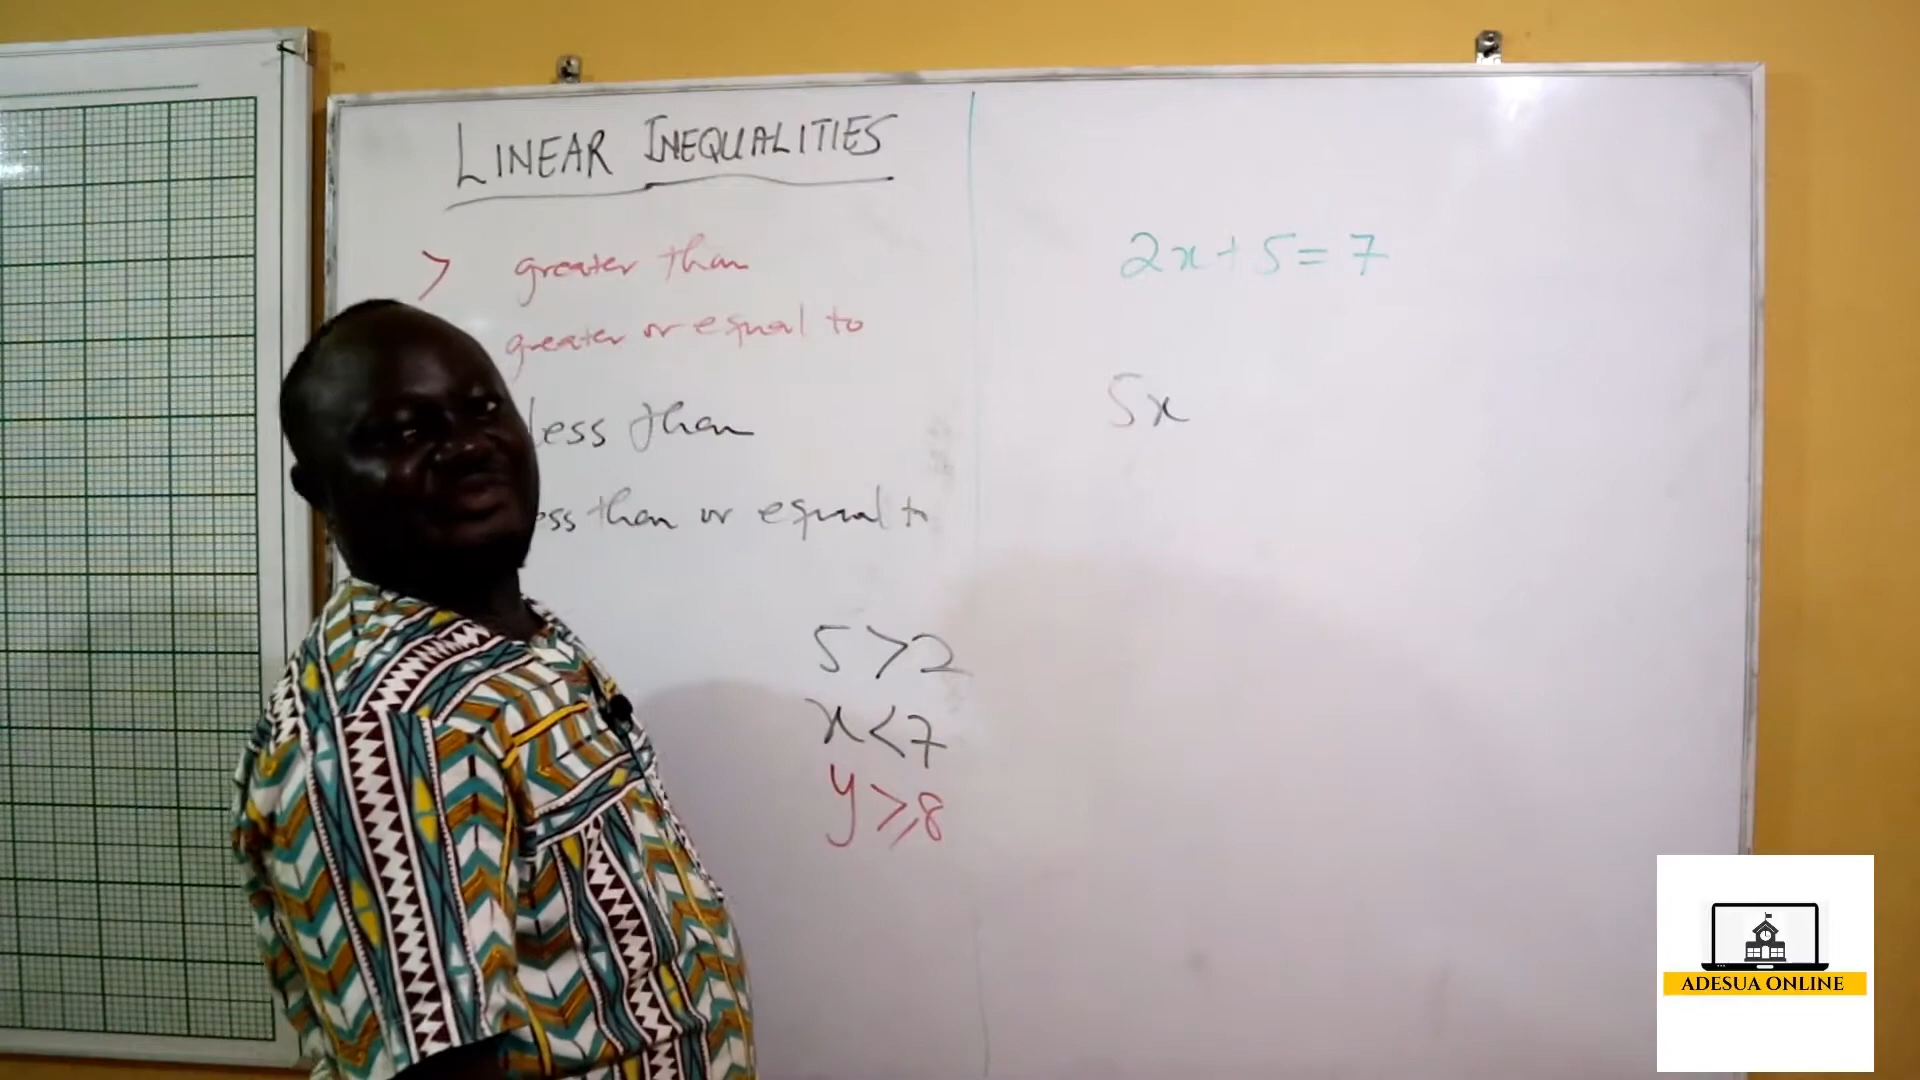 LINEAR INEQUALITIES
> greater than
greater or equal to
less than
ess than or equal to
5 > 2
x < 7
y ⩾ 8
2x + 5 = 7
5x
ADESUA ONLINE